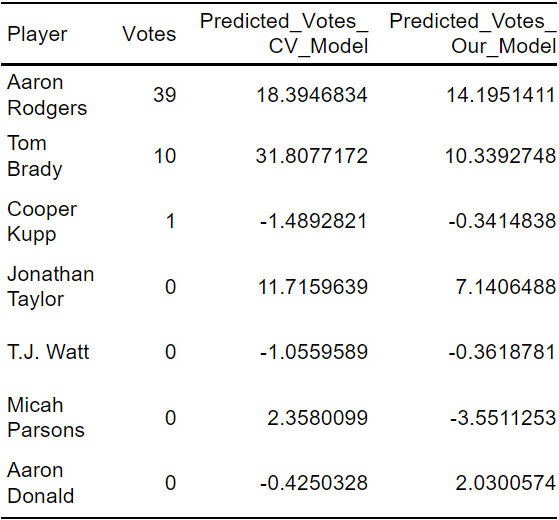 Player Votes Predicted_Votes_CV_Model Predicted_Votes_Our_Model
Aaron Rodgers 39 18.3946834 14.1951411
Tom Brady 10 31.8077172 10.3392748
Cooper Kupp 1 -1.4892821 -0.3414838
Jonathan Taylor 0 11.7159639 7.1406488
T.J. Watt 0 -1.0559589 -0.3618781
Micah Parsons 0 2.3580099 -3.5511253
Aaron Donald 0 -0.4250328 2.0300574